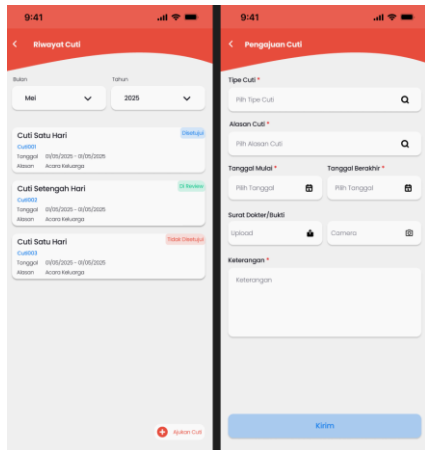 9:41
Riwayat Cuti
Bulan
Tahun
Mei
2025
Cuti Satu Hari
Disetujui
Cuti001
Tanggal 01/05/2025 - 01/05/2025
Alasan Acara Keluarga
Cuti Setengah Hari
Di Review
Cuti002
Tanggal 01/05/2025 - 01/05/2025
Alasan Acara Keluarga
Cuti Satu Hari
Tidak Disetujui
Cuti003
Tanggal 01/05/2025 - 01/05/2025
Alasan Acara Keluarga
Ajukan Cuti
9:41
Pengajuan Cuti
Tipe Cuti *
Pilih Tipe Cuti
Alasan Cuti *
Pilih Alasan Cuti
Tanggal Mulai *
Tanggal Berakhir *
Pilih Tanggal
Pilih Tanggal
Surat Dokter/Bukti
Upload
Camera
Keterangan *
Keterangan
Kirim